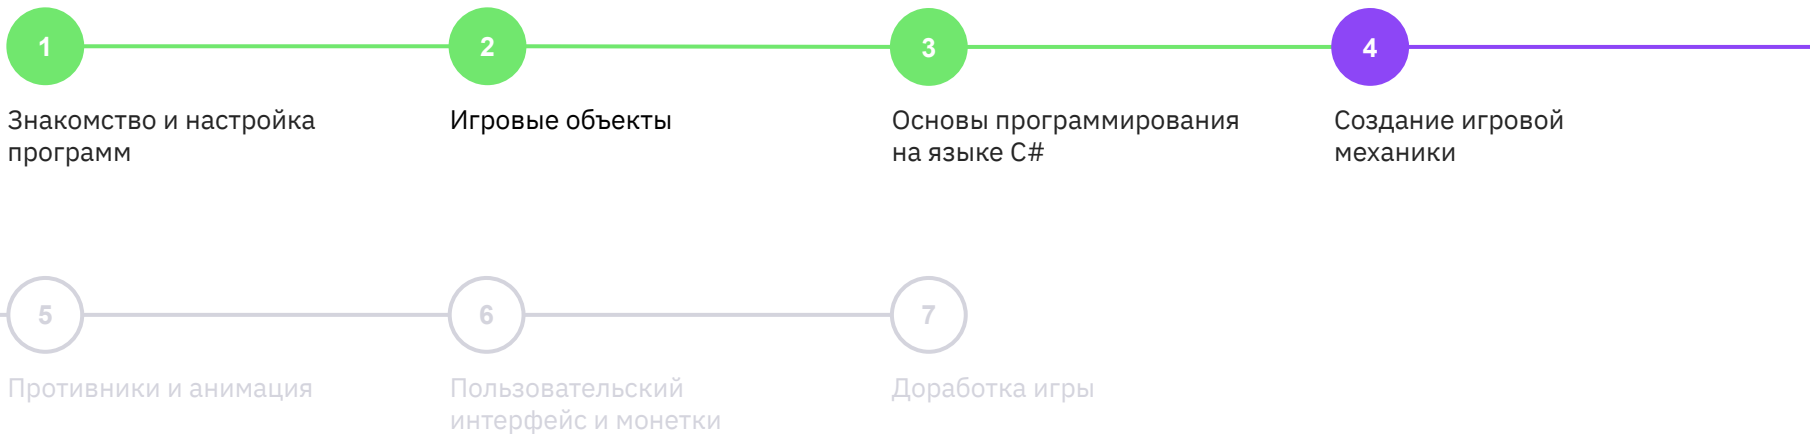 1
2
3
4
Знакомство и настройка
программ
Игровые объекты
Основы программирования
на языке C#
Создание игровой
механики
5
6
7
Противники и анимация
Пользовательский
интерфейс и монетки
Доработка игры